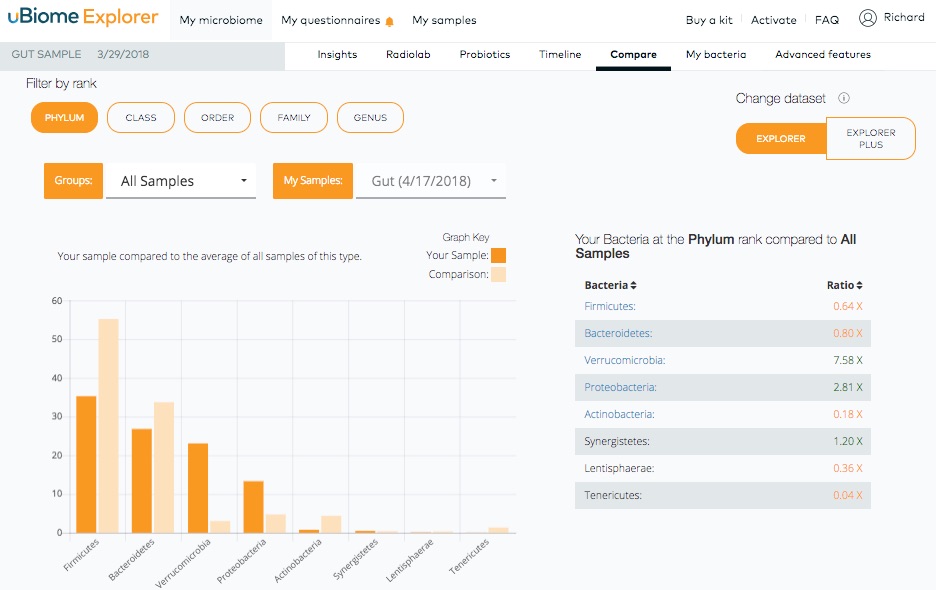 uBiome Explorer My microbiome My questionnaires My samples Buy a kit Activate FAQ Richard
GUT SAMPLE 3/29/2018 Insights Radiolab Probiotics Timeline Compare My bacteria Advanced features
Filter by rank
PHYLUM CLASS ORDER FAMILY GENUS
Change dataset i
EXPLORER EXPLORER
PLUS
Groups: All Samples My Samples: Gut (4/17/2018)
Graph Key
Your sample compared to the average of all samples of this type. Your Sample:
Comparison:
60
50
40
30
20
10
0
Firmicutes Bacteroidetes Verrucomicrobia Proteobacteria Actinobacteria Synergistetes Lentisphaerae Tenericutes
Your Bacteria at the Phylum rank compared to All
Samples
Bacteria Ratio
Firmicutes: 0.64 X
Bacteroidetes: 0.80 X
Verrucomicrobia: 7.58 X
Proteobacteria: 2.81 X
Actinobacteria: 0.18 X
Synergistetes: 1.20 X
Lentisphaerae: 0.36 X
Tenericutes: 0.04 X